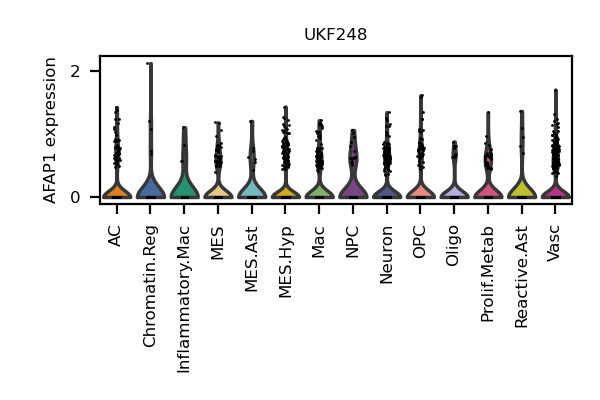 UKF248
AFAP1 expression
2
0
AC
Chromatin.Reg
Inflammatory.Mac
MES
MES.Ast
MES.Hyp
Mac
NPC
Neuron
OPC
Oligo
Prolif.Metab
Reactive.Ast
Vasc